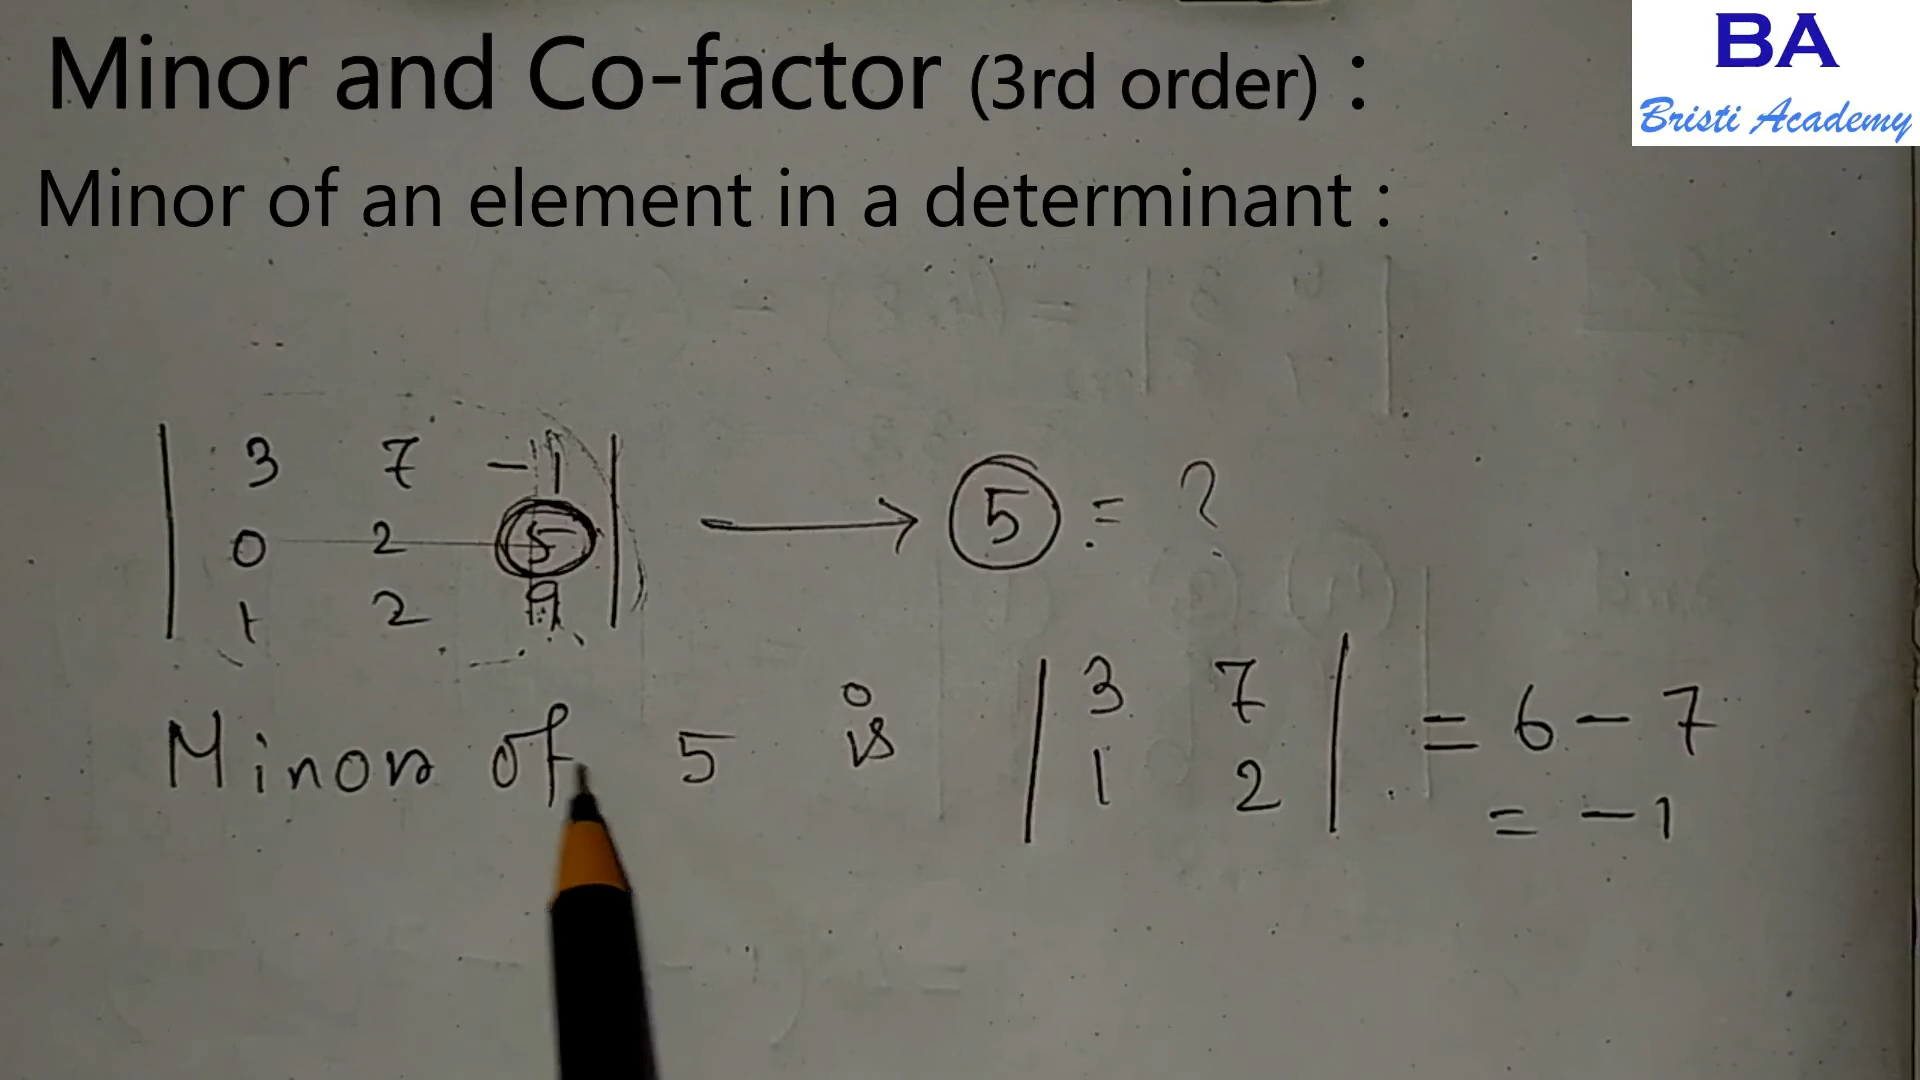 Minor and Co-factor (3rd order) :
BA
Bristi Academy
Minor of an element in a determinant :
| 3 7 -1 |
| 0 2 5 | → 5 = ?
| 1 2 9 |
Minor of 5 is | 3 7 | = 6 - 7
| 1 2 | = -1